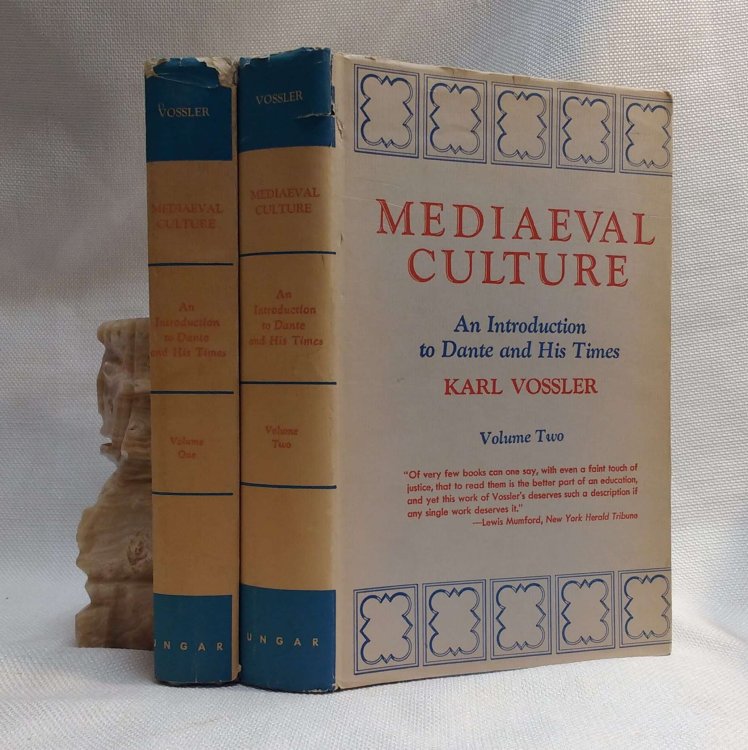 VOSSLER
MEDIAEVAL
CULTURE
An
Introduction
to Dante
and His Times
Volume
One
UNGAR
VOSSLER
MEDIAEVAL
CULTURE
An
Introduction
to Dante
and His Times
Volume
Two
UNGAR
MEDIAEVAL
CULTURE
An Introduction
to Dante and His Times
KARL VOSSLER
Volume Two
"Of very few books can one say, with even a faint touch of
justice, that to read them is the better part of an education,
and yet this work of Vossler's deserves such a description if
any single work deserves it."
—Lewis Mumford, New York Herald Tribune